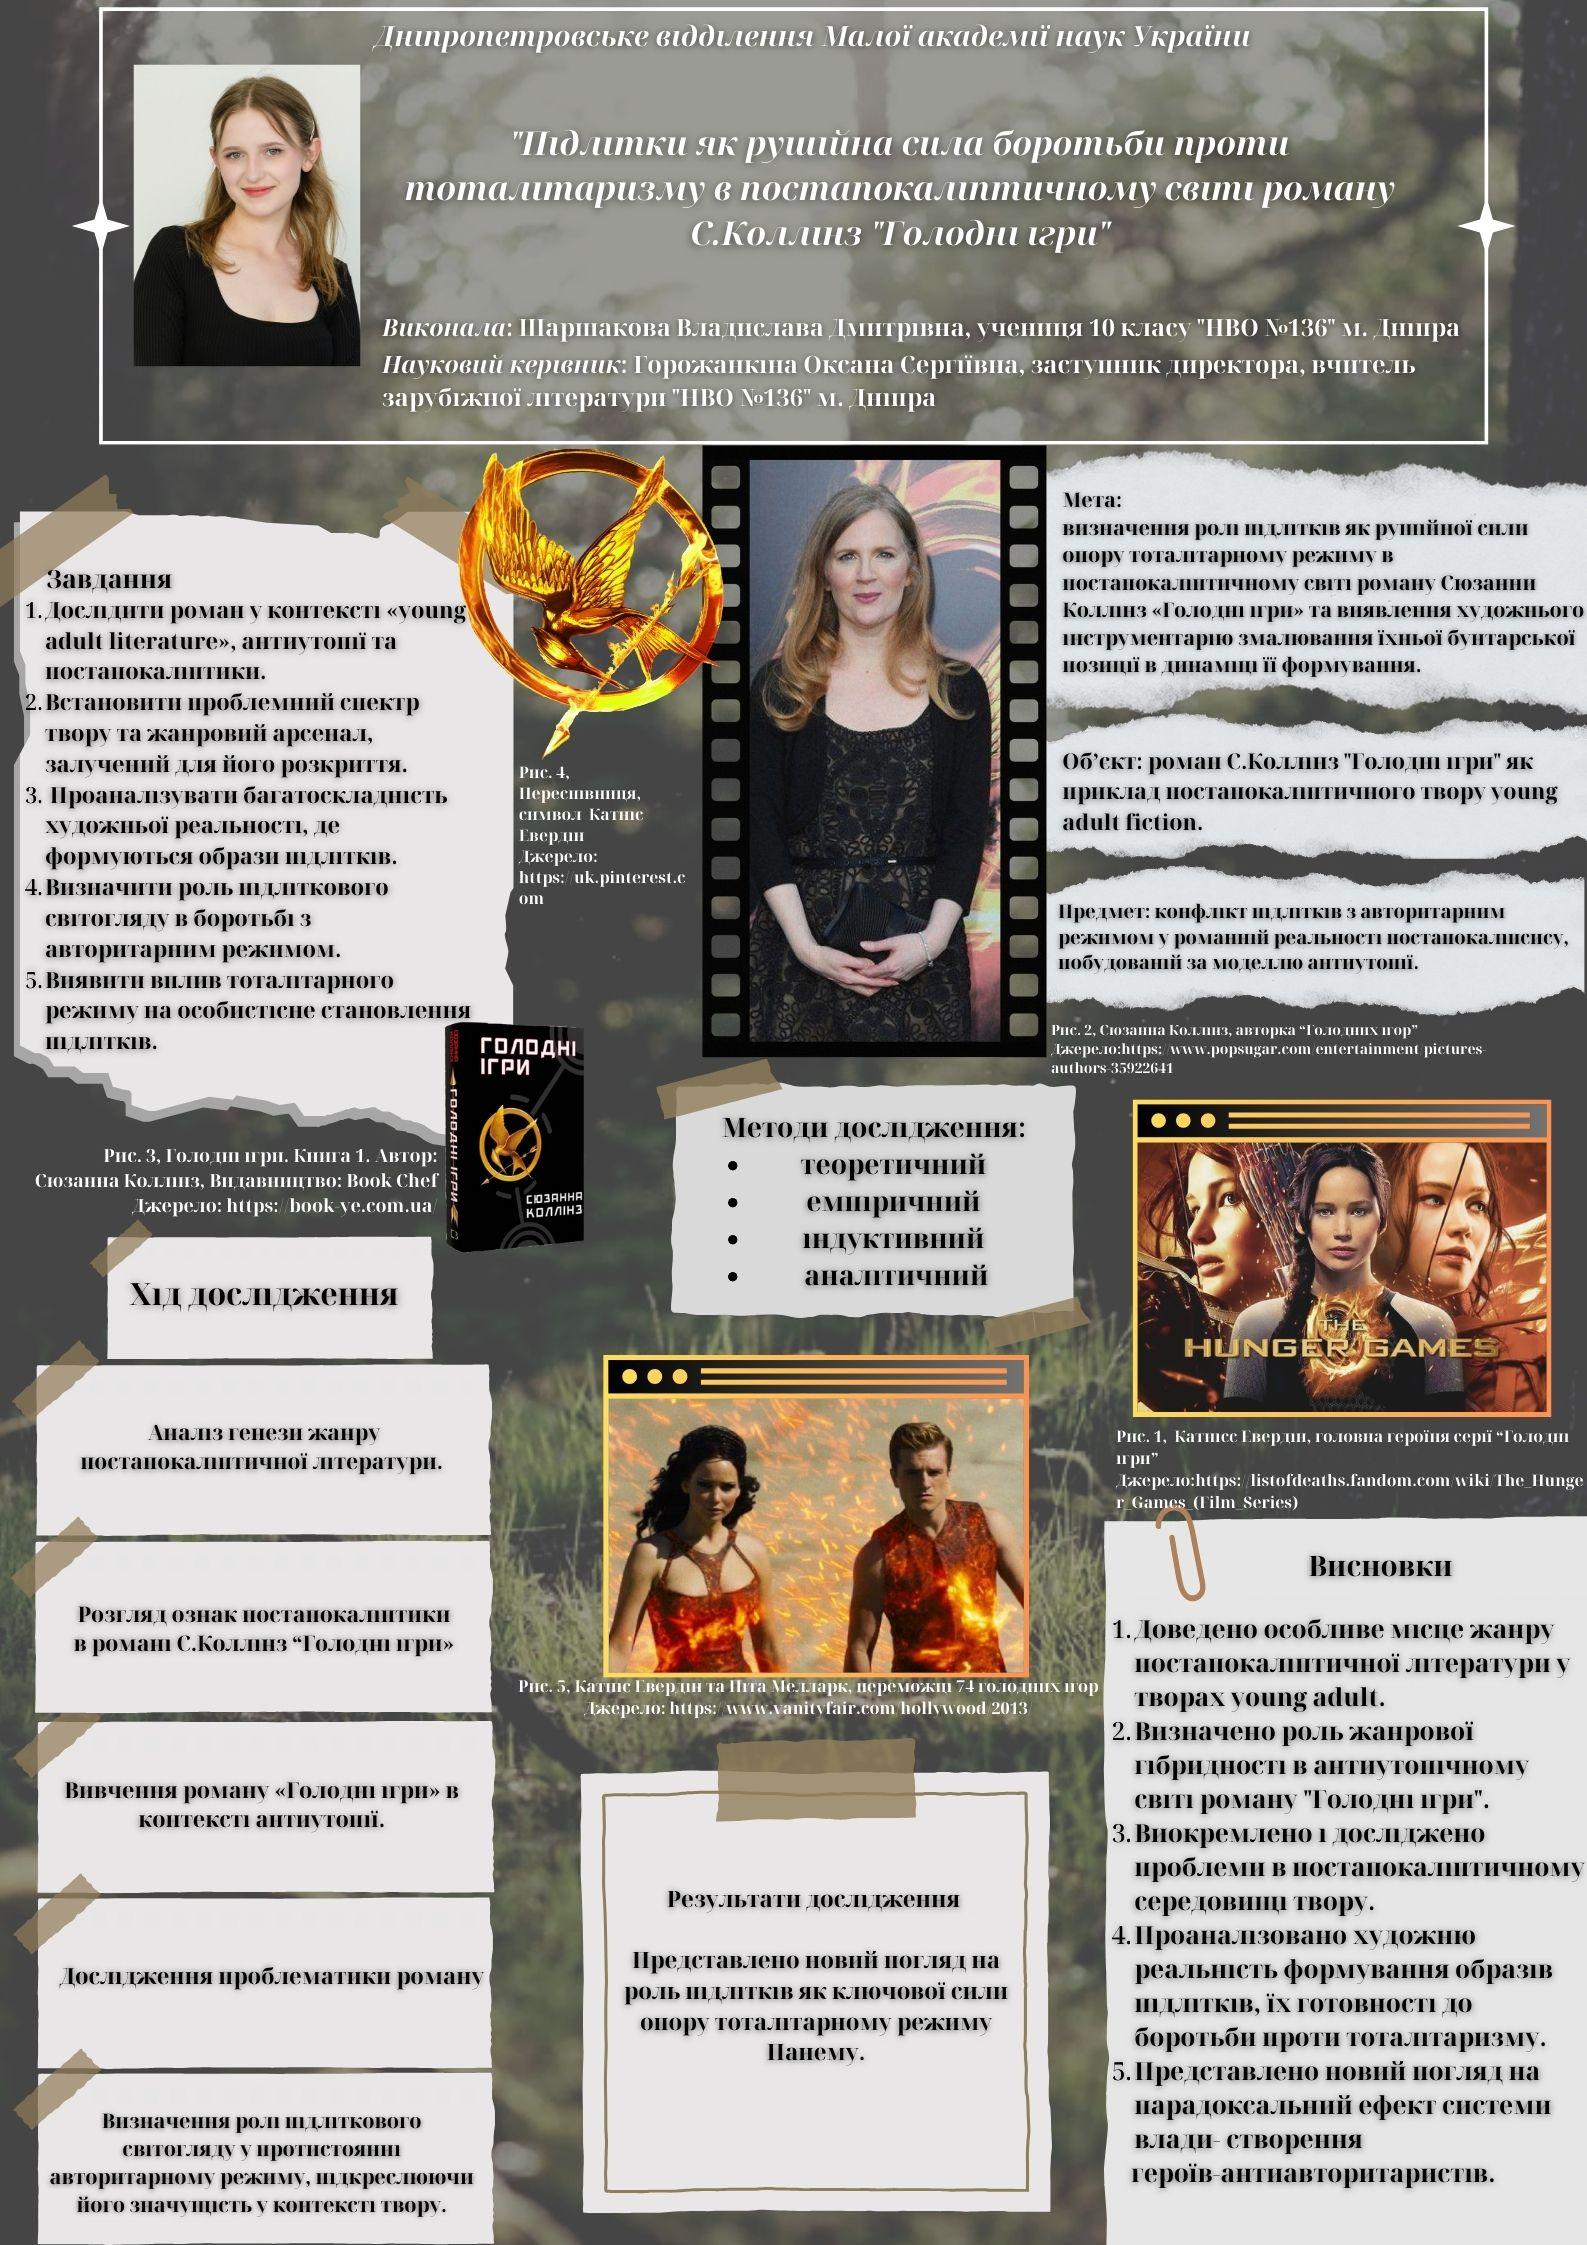 Дніпропетровське відділення Малої академії наук України
"Підлітки як рушійна сила боротьби проти
тоталітаризму в постапокаліптичному світі роману
С.Коллінз "Голодні ігри"
Виконала: Шаршакова Владислава Дмитрівна, учениця 10 класу "НВО №136" м. Дніпра
Науковий керівник: Горожанкіна Оксана Сергіївна, заступник директора, вчитель
зарубіжної літератури "НВО №136" м. Дніпра
Завдання
1. Дослідити роман у контексті «young
adult literature», антиутопії та
постапокаліптики.
2. Встановити проблемний спектр
твору та жанровий арсенал,
залучений для його розкриття.
3. Проаналізувати багатоскладність
художньої реальності, де
формуються образи підлітків.
4. Визначити роль підліткового
світогляду в боротьбі з
авторитарним режимом.
5. Виявити вплив тоталітарного
режиму на особистісне становлення
підлітків.
Рис. 4,
Переспівниця,
символ Катніс
Евердін
Джерело:
https://uk.pinterest.c
om
Мета:
визначення ролі підлітків як рушійної сили
опору тоталітарному режиму в
постапокаліптичному світі роману Сюзанни
Коллінз «Голодні ігри» та виявлення художнього
інструментарію змалювання їхньої бунтарської
позиції в динаміці її формування.
Об’єкт: роман С.Коллінз "Голодні ігри" як
приклад постапокаліптичного твору young
adult fiction.
Предмет: конфлікт підлітків з авторитарним
режимом у романній реальності постапокаліпсису,
побудованій за моделлю антиутопії.
Рис. 2, Сюзанна Коллінз, авторка “Голодних ігор”
Джерело:https://www.popsugar.com/entertainment/pictures-
authors-35922641
ГОЛОДНІ
ІГРИ
ГОЛОДНІ ІГРИ
СЮЗАННА
КОЛЛІНЗ
Рис. 3, Голодні ігри. Книга 1. Автор:
Сюзанна Коллінз, Видавництво: Book Chef
Джерело: https://book-ye.com.ua/
Методи дослідження:
• теоретичний
• емпіричний
• індуктивний
• аналітичний
THE
HUNGER GAMES
Рис. 1, Катнісс Евердін, головна героїня серії “Голодні
ігри”
Джерело:https://listofdeaths.fandom.com/wiki/The_Hunge
r_Games_(Film_Series)
Хід дослідження
Аналіз генези жанру
постапокаліптичної літератури.
Розгляд ознак постапокаліптики
в романі С.Коллінз “Голодні ігри»
Вивчення роману «Голодні ігри» в
контексті антиутопії.
Дослідження проблематики роману
Визначення ролі підліткового
світогляду у протистоянні
авторитарному режиму, підкреслюючи
його значущість у контексті твору.
Рис. 5, Катніс Евердін та Піта Мелларк, переможці 74 голодних ігор
Джерело: https://www.vanityfair.com/hollywood/2013
Результати дослідження
Представлено новий погляд на
роль підлітків як ключової сили
опору тоталітарному режиму
Панему.
Висновки
1. Доведено особливе місце жанру
постапокаліптичної літератури у
творах young adult.
2. Визначено роль жанрової
гібридності в антиутопічному
світі роману "Голодні ігри".
3. Виокремлено і досліджено
проблеми в постапокаліптичному
середовищі твору.
4. Проаналізовано художню
реальність формування образів
підлітків, їх готовності до
боротьби проти тоталітаризму.
5. Представлено новий погляд на
парадоксальний ефект системи
влади- створення
героїв-антиавторитаристів.